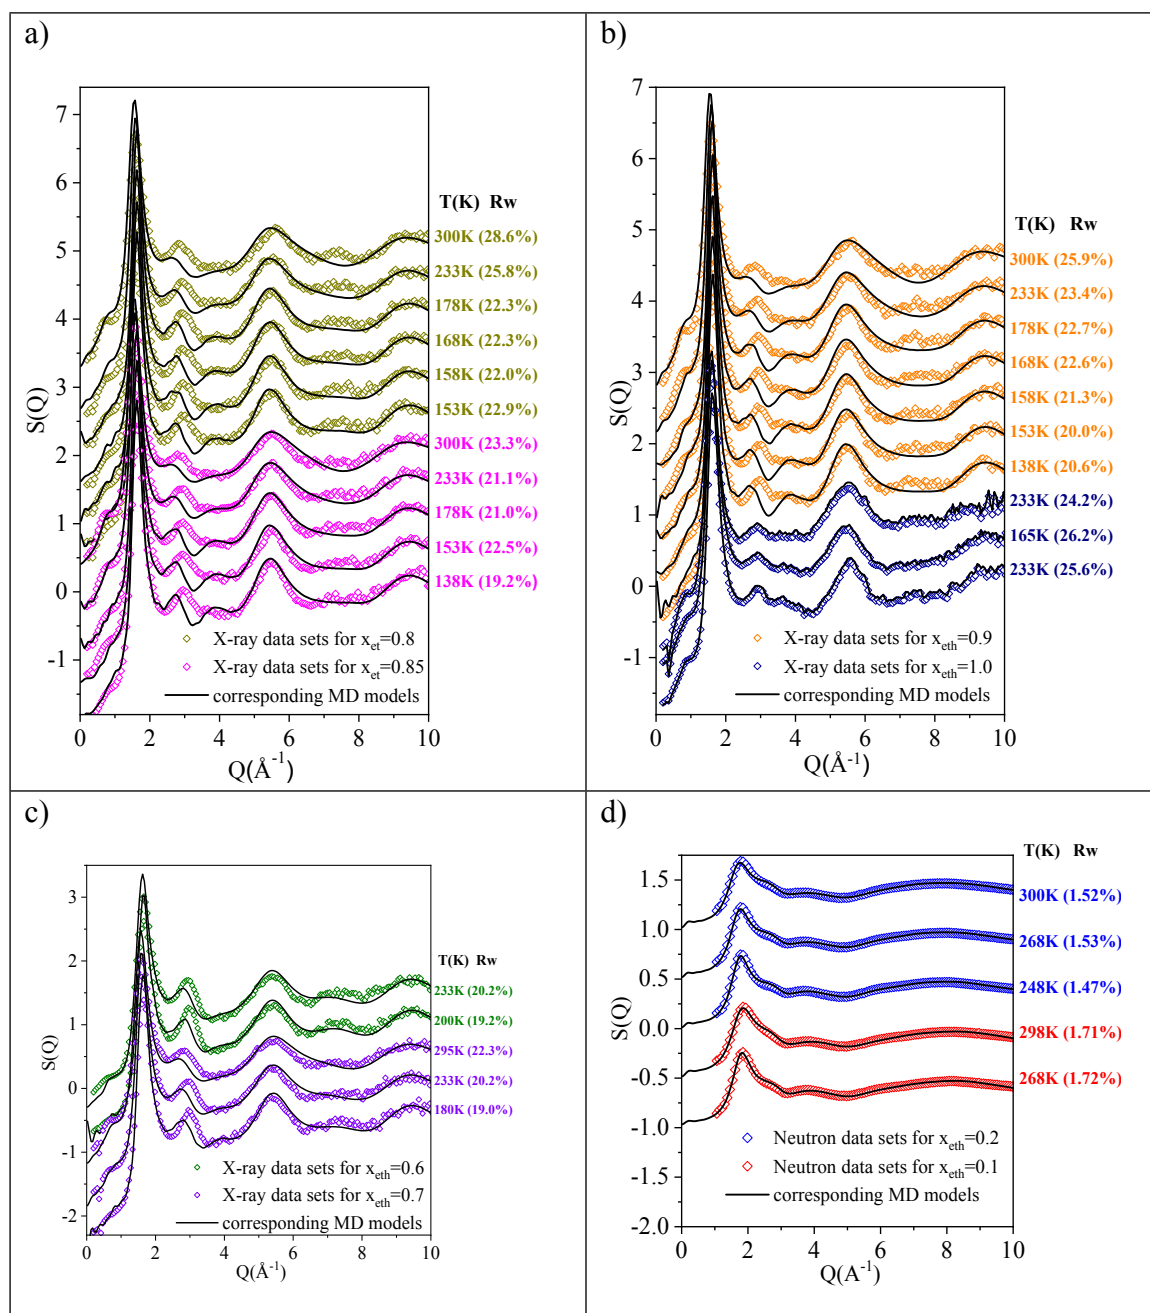 a)
7
6
5
4
3
2
1
0
-1
S(Q)
0 2 4 6 8 10
Q(Å⁻¹)
T(K) Rw
300K (28.6%)
233K (25.8%)
178K (22.3%)
168K (22.3%)
158K (22.0%)
153K (22.9%)
300K (23.3%)
233K (21.1%)
178K (21.0%)
153K (22.5%)
138K (19.2%)
X-ray data sets for x_et=0.8
X-ray data sets for x_et=0.85
corresponding MD models
b)
7
6
5
4
3
2
1
0
-1
S(Q)
0 2 4 6 8 10
Q(Å⁻¹)
T(K) Rw
300K (25.9%)
233K (23.4%)
178K (22.7%)
168K (22.6%)
158K (21.3%)
153K (20.0%)
138K (20.6%)
233K (24.2%)
165K (26.2%)
233K (25.6%)
X-ray data sets for x_eth=0.9
X-ray data sets for x_eth=1.0
corresponding MD models
c)
3
2
1
0
-1
-2
S(Q)
0 2 4 6 8 10
Q(Å⁻¹)
T(K) Rw
233K (20.2%)
200K (19.2%)
295K (22.3%)
233K (20.2%)
180K (19.0%)
X-ray data sets for x_eth=0.6
X-ray data sets for x_eth=0.7
corresponding MD models
d)
1.5
1.0
0.5
0.0
-0.5
-1.0
-1.5
-2.0
S(Q)
0 2 4 6 8 10
Q(A⁻¹)
T(K) Rw
300K (1.52%)
268K (1.53%)
248K (1.47%)
298K (1.71%)
268K (1.72%)
Neutron data sets for x_eth=0.2
Neutron data sets for x_eth=0.1
corresponding MD models